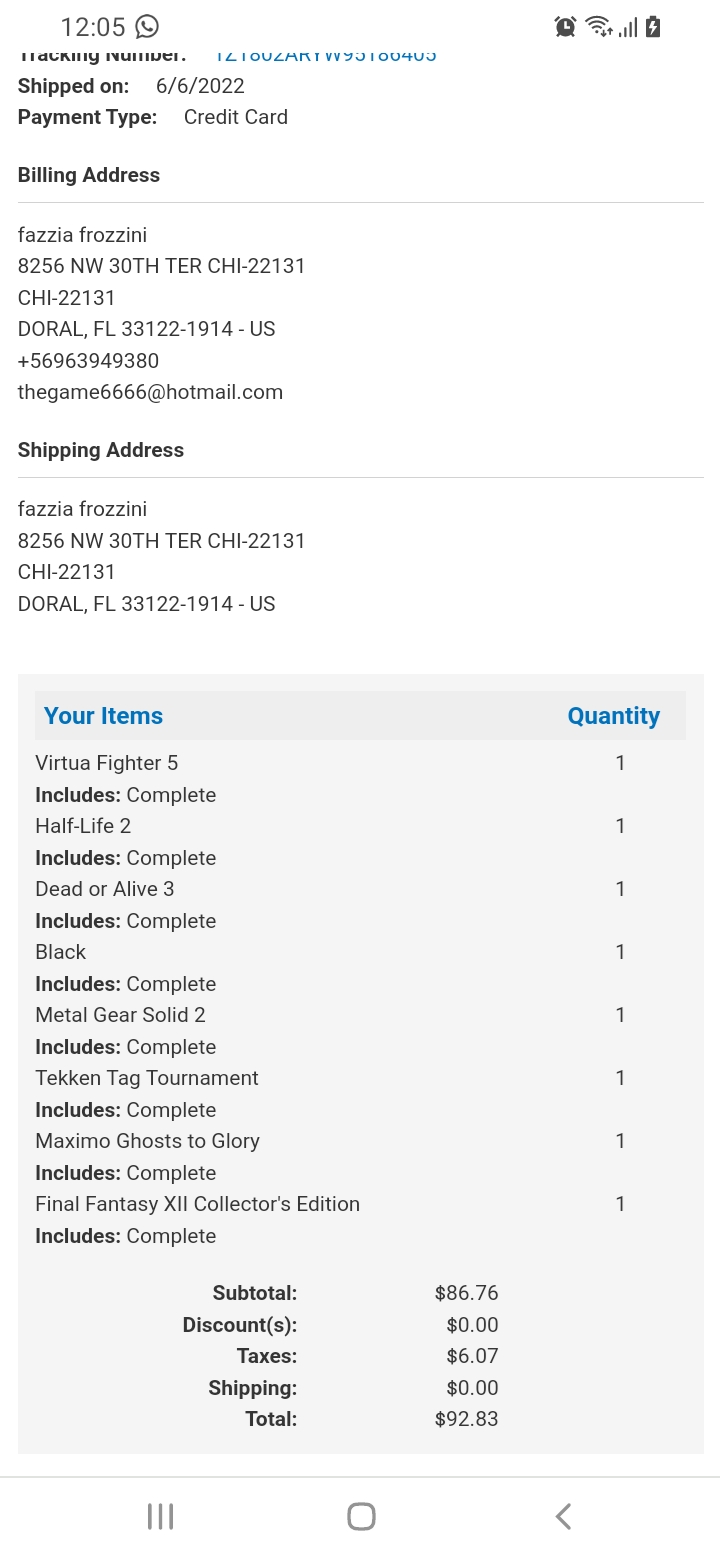 12:05
Tracking Number: 1Z1802ARYW95186405
Shipped on: 6/6/2022
Payment Type: Credit Card
Billing Address
fazzia frozzini
8256 NW 30TH TER CHI-22131
CHI-22131
DORAL, FL 33122-1914 - US
+56963949380
thegame6666@hotmail.com
Shipping Address
fazzia frozzini
8256 NW 30TH TER CHI-22131
CHI-22131
DORAL, FL 33122-1914 - US
Your Items Quantity
Virtua Fighter 5 1
Includes: Complete
Half-Life 2 1
Includes: Complete
Dead or Alive 3 1
Includes: Complete
Black 1
Includes: Complete
Metal Gear Solid 2 1
Includes: Complete
Tekken Tag Tournament 1
Includes: Complete
Maximo Ghosts to Glory 1
Includes: Complete
Final Fantasy XII Collector's Edition 1
Includes: Complete
Subtotal: $86.76
Discount(s): $0.00
Taxes: $6.07
Shipping: $0.00
Total: $92.83